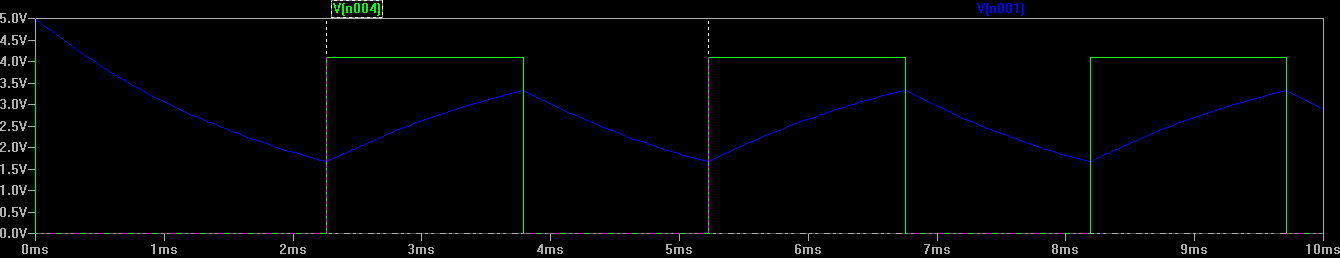 V(n004) V(n001)
5.0V
4.5V
4.0V
3.5V
3.0V
2.5V
2.0V
1.5V
1.0V
0.5V
0.0V
0ms 1ms 2ms 3ms 4ms 5ms 6ms 7ms 8ms 9ms 10ms